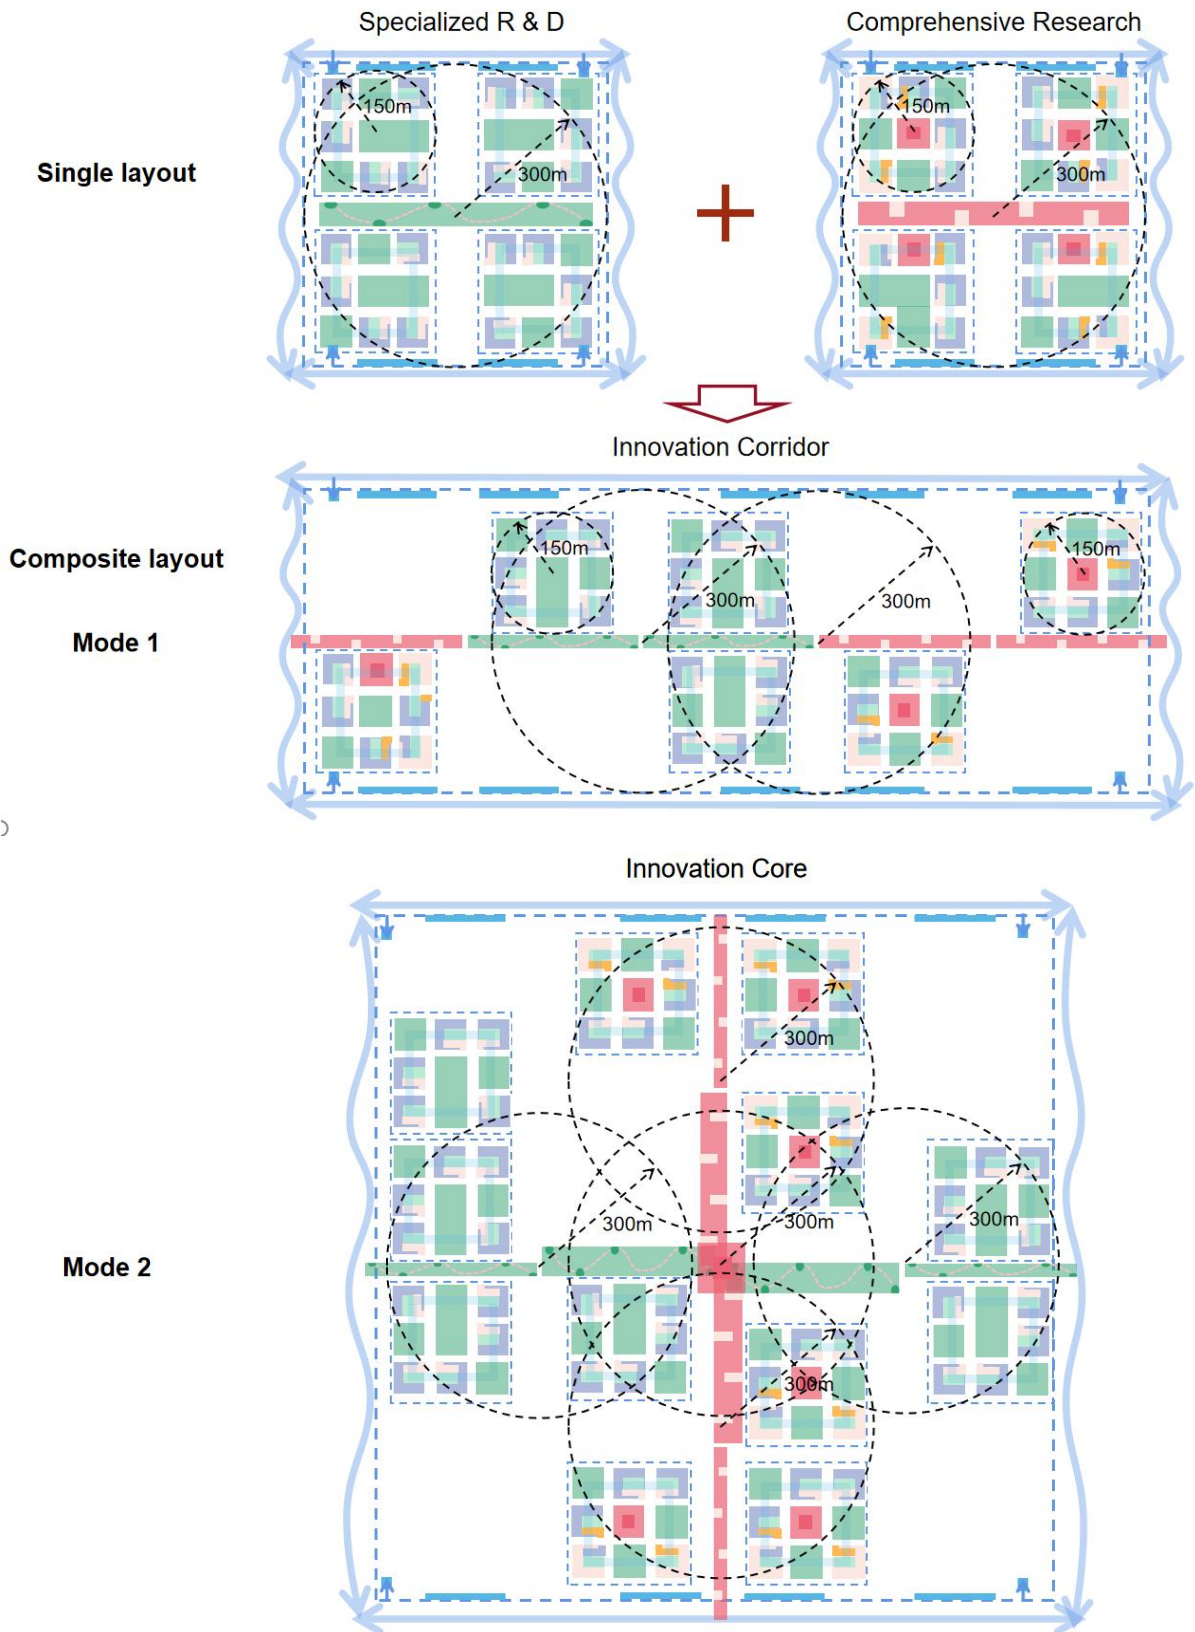 Specialized R & D
Comprehensive Research
150m
150m
Single layout
300m
300m
Innovation Corridor
150m
150m
Composite layout
300m
300m
Mode 1
Innovation Core
300m
300m
300m
300m
Mode 2
300m